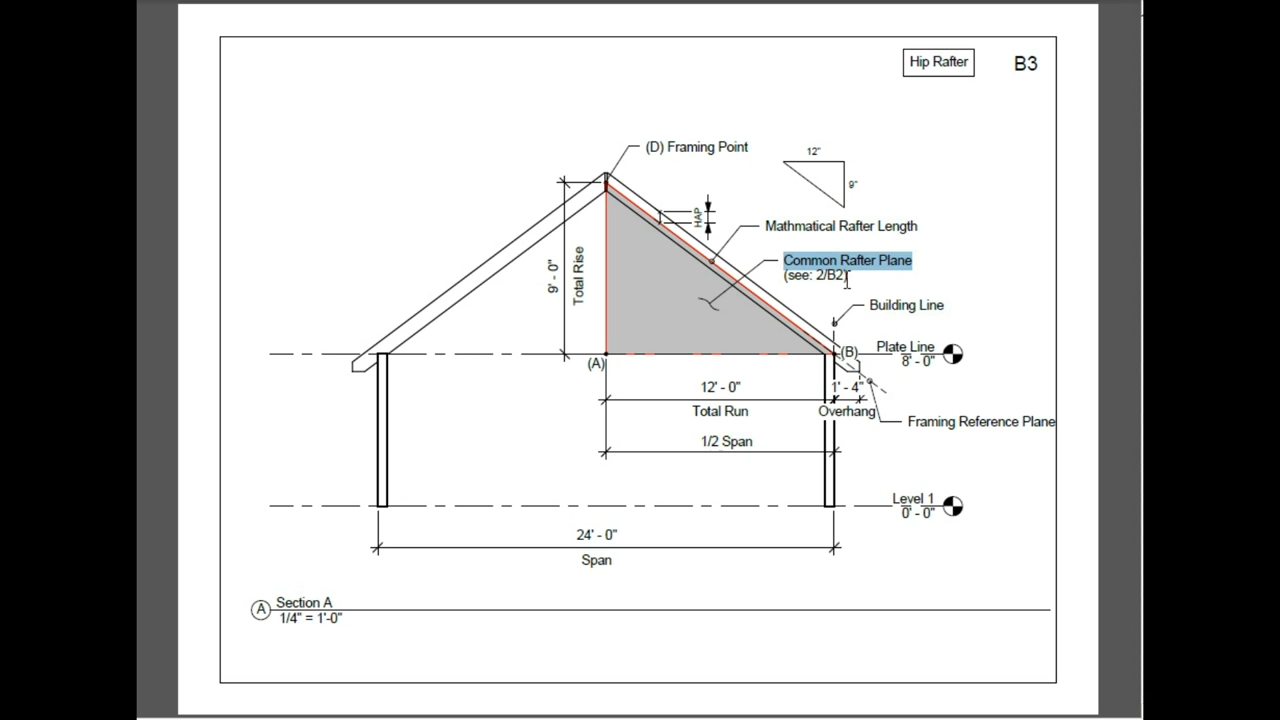 Hip Rafter
B3
(D) Framing Point
12"
9"
HAP
Mathmatical Rafter Length
9' - 0"
Total Rise
Common Rafter Plane
(see: 2/B2)
Building Line
(A)
(B)
Plate Line
8' - 0"
12' - 0"
1' - 4"
Total Run
Overhang
Framing Reference Plane
1/2 Span
Level 1
0' - 0"
24' - 0"
Span
A
Section A
1/4" = 1'-0"